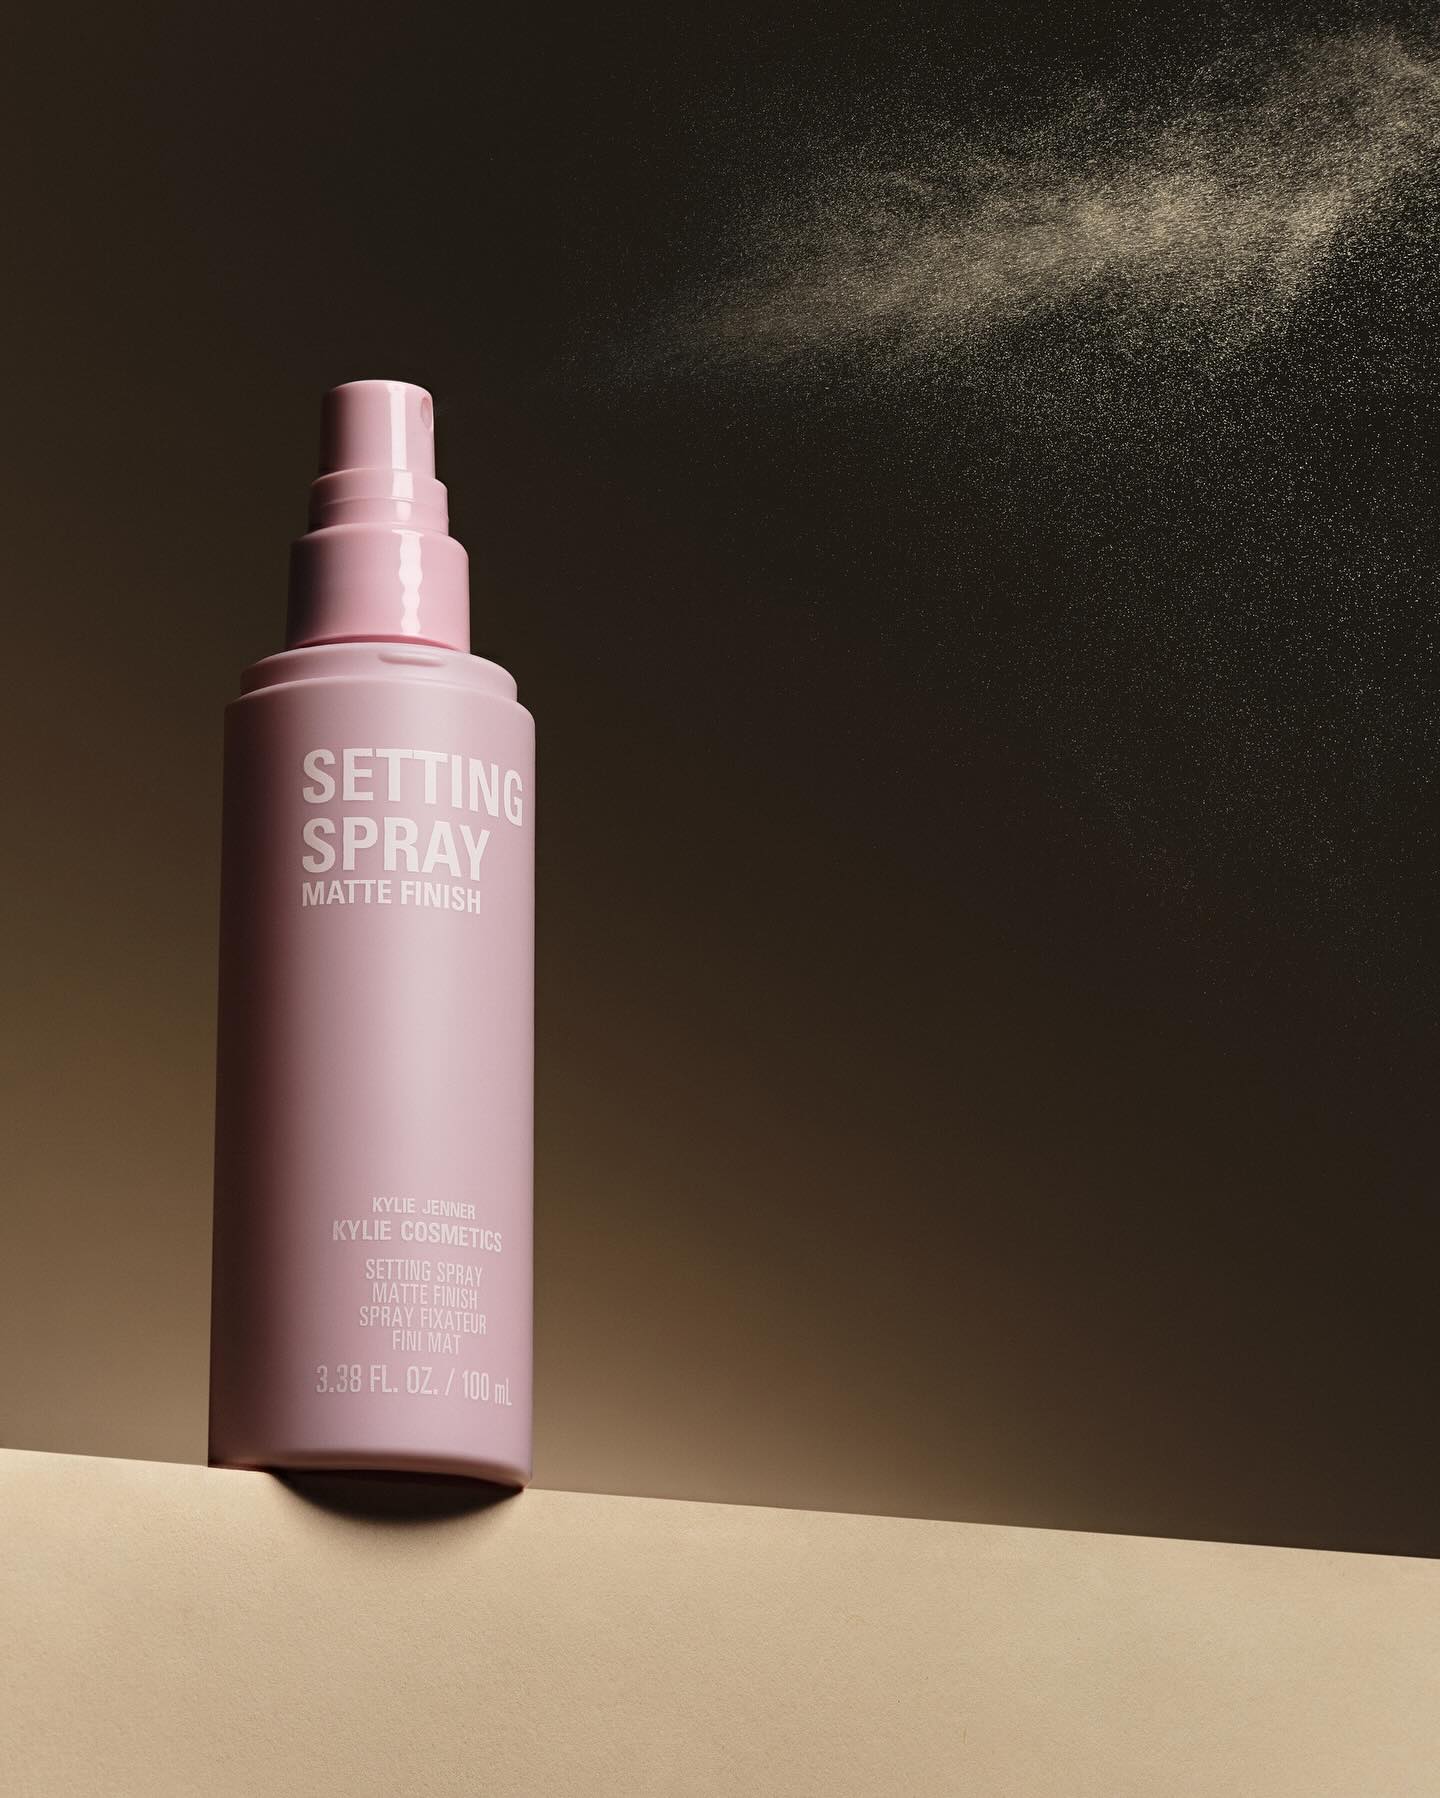 SETTING
SPRAY
MATTE FINISH
KYLIE JENNER
KYLIE COSMETICS
SETTING SPRAY
MATTE FINISH
SPRAY FIXATEUR
FINI MAT
3.38 FL. OZ. / 100 mL